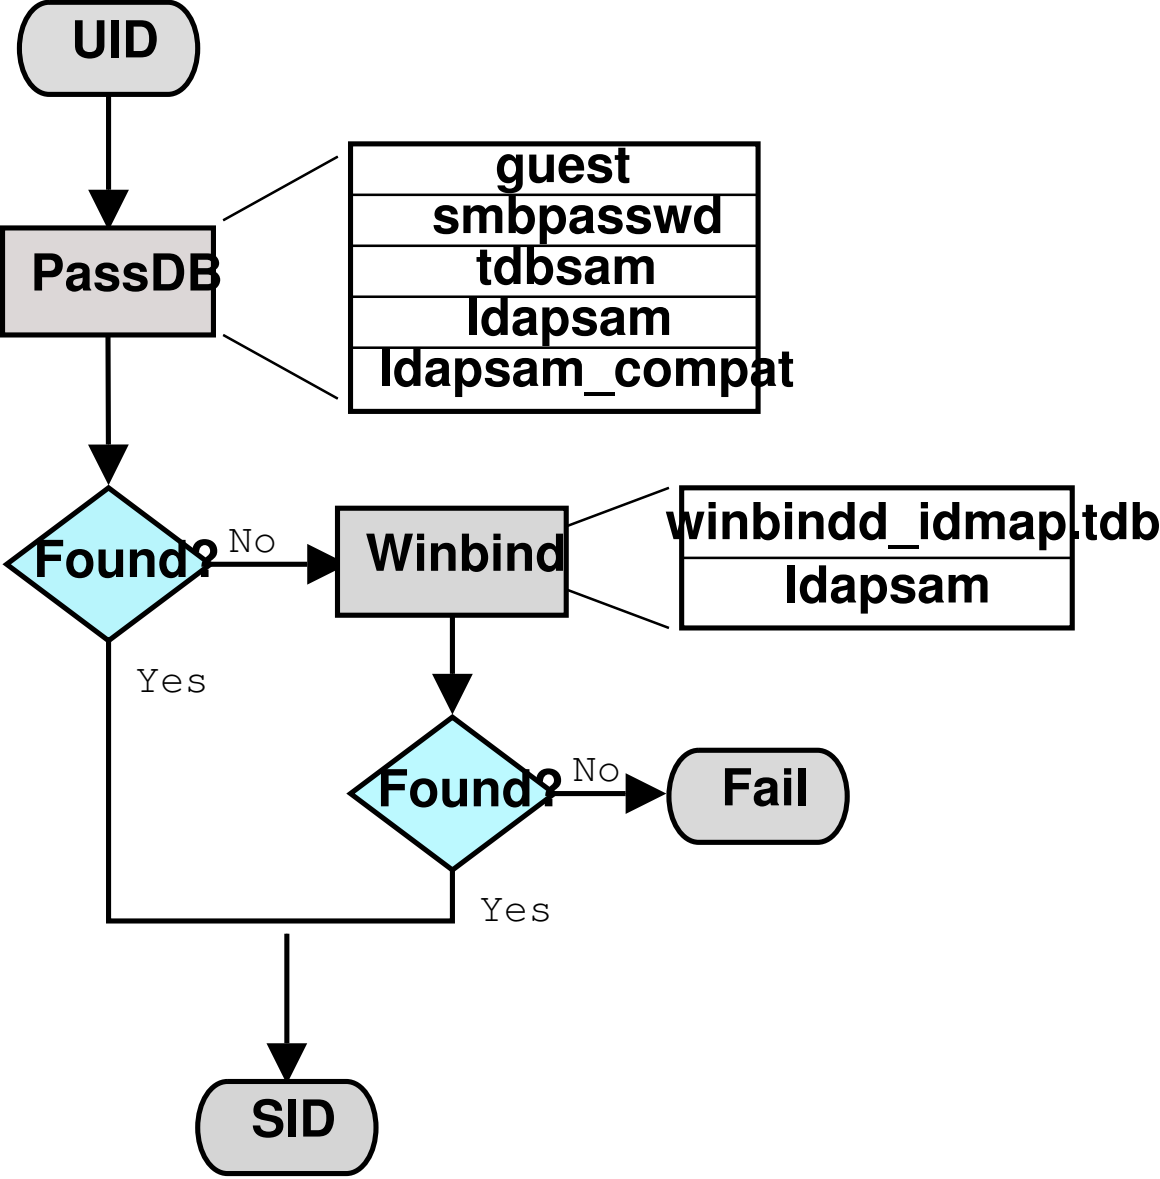 UID
guest
smbpasswd
PassDB
tdbsam
ldapsam
ldapsam_compat
winbindd_idmap.tdb
Found?
No
Winbind
ldapsam
Yes
Found?
No
Fail
Yes
SID